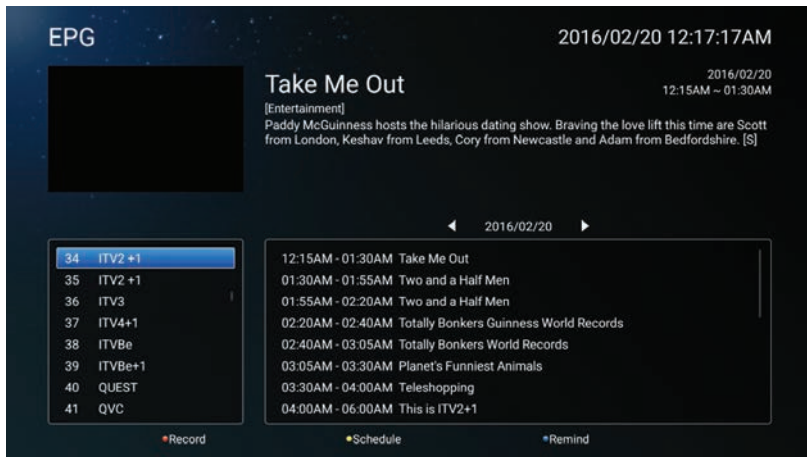 EPG
2016/02/20 12:17:17AM
Take Me Out
2016/02/20
12:15AM ~ 01:30AM
[Entertainment]
Paddy McGuinness hosts the hilarious dating show. Braving the love lift this time are Scott
from London, Keshav from Leeds, Cory from Newcastle and Adam from Bedfordshire. [S]
2016/02/20
34 ITV2 +1
35 ITV2 +1
36 ITV3
37 ITV4+1
38 ITVBe
39 ITVBe+1
40 QUEST
41 QVC
12:15AM - 01:30AM Take Me Out
01:30AM - 01:55AM Two and a Half Men
01:55AM - 02:20AM Two and a Half Men
02:20AM - 02:40AM Totally Bonkers Guinness World Records
02:40AM - 03:05AM Totally Bonkers World Records
03:05AM - 03:30AM Planet's Funniest Animals
03:30AM - 04:00AM Teleshopping
04:00AM - 06:00AM This is ITV2+1
Record
Schedule
Remind